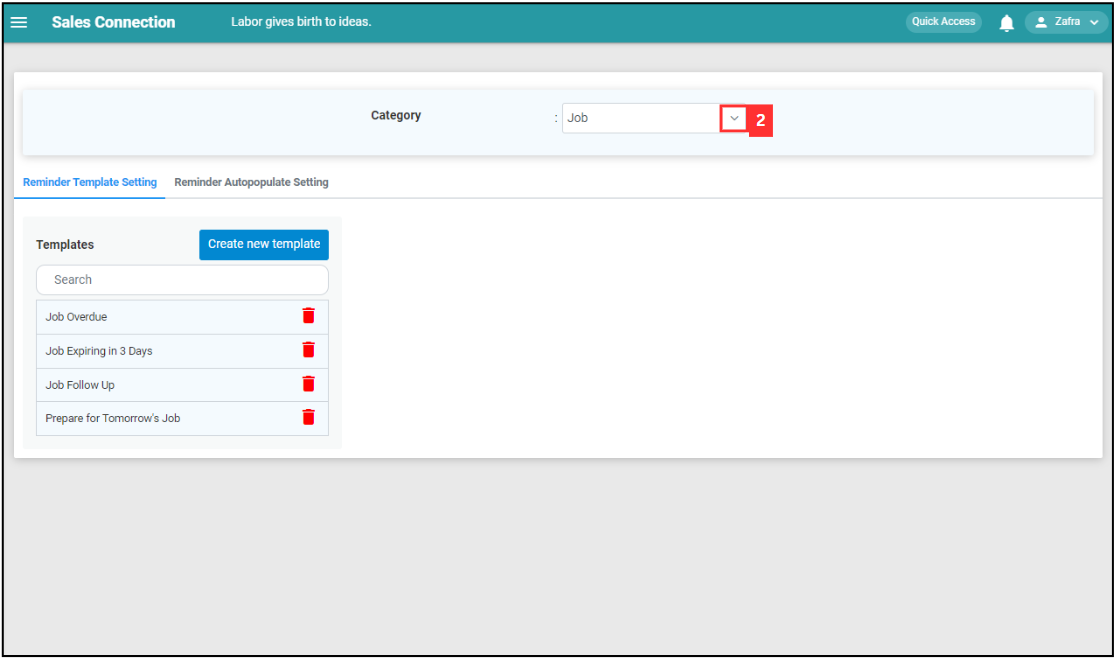 Sales Connection Labor gives birth to ideas. Quick Access Zafra
Category : Job 2
Reminder Template Setting Reminder Autopopulate Setting
Templates Create new template
Search
Job Overdue
Job Expiring in 3 Days
Job Follow Up
Prepare for Tomorrow's Job